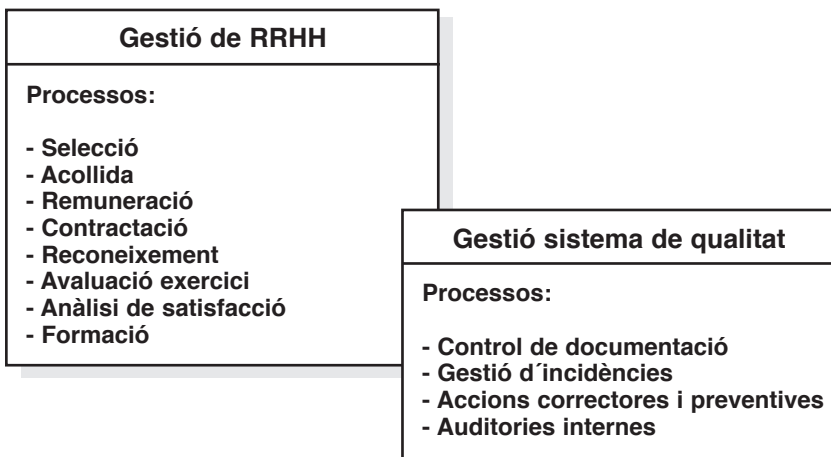 Gestió de RRHH
Processos:
- Selecció
- Acollida
- Remuneració
- Contractació
- Reconeixement
- Avaluació exercici
- Anàlisi de satisfacció
- Formació
Gestió sistema de qualitat
Processos:
- Control de documentació
- Gestió d´incidències
- Accions correctores i preventives
- Auditories internes